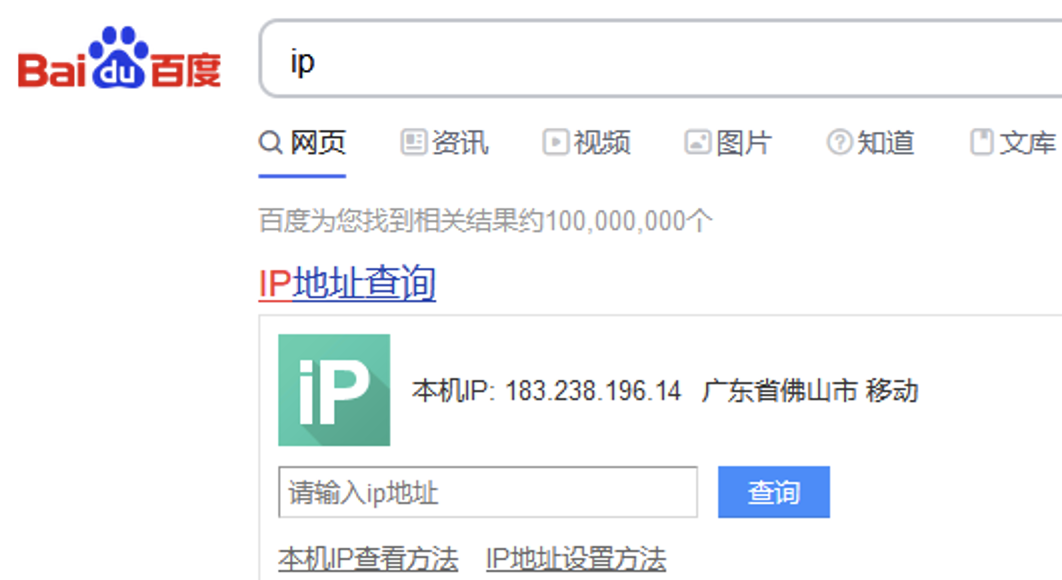 Bai du 百度
ip
网页 资讯 视频 图片 知道 文库
百度为您找到相关结果约100,000,000个
IP地址查询
iP
本机IP: 183.238.196.14 广东省佛山市 移动
请输入ip地址 查询
本机IP查看方法 IP地址设置方法